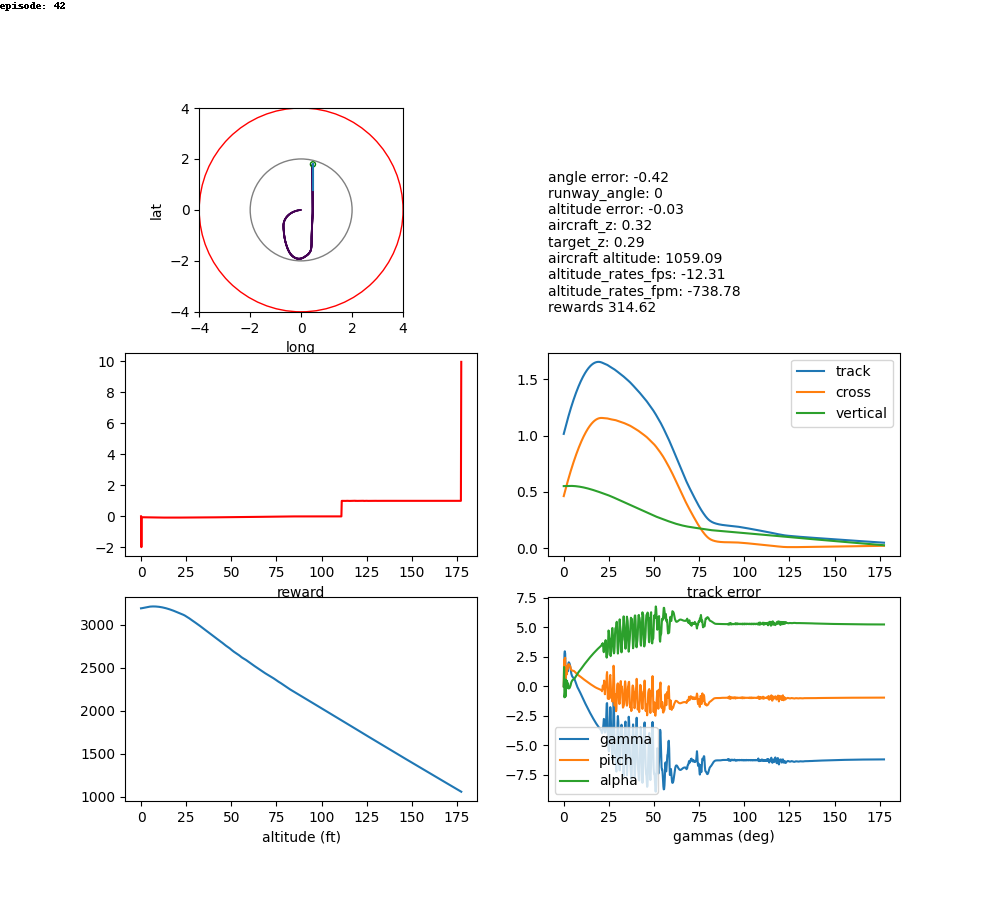 episode: 42
4
2
0
−2
−4
lat
−4 −2 0 2 4
long
angle error: -0.42
runway_angle: 0
altitude error: -0.03
aircraft_z: 0.32
target_z: 0.29
aircraft altitude: 1059.09
altitude_rates_fps: -12.31
altitude_rates_fpm: -738.78
rewards 314.62
10
8
6
4
2
0
−2
0 25 50 75 100 125 150 175
reward
1.5
1.0
0.5
0.0
track
cross
vertical
0 25 50 75 100 125 150 175
track error
3000
2500
2000
1500
1000
0 25 50 75 100 125 150 175
altitude (ft)
7.5
5.0
2.5
0.0
−2.5
−5.0
−7.5
gamma
pitch
alpha
0 25 50 75 100 125 150 175
gammas (deg)